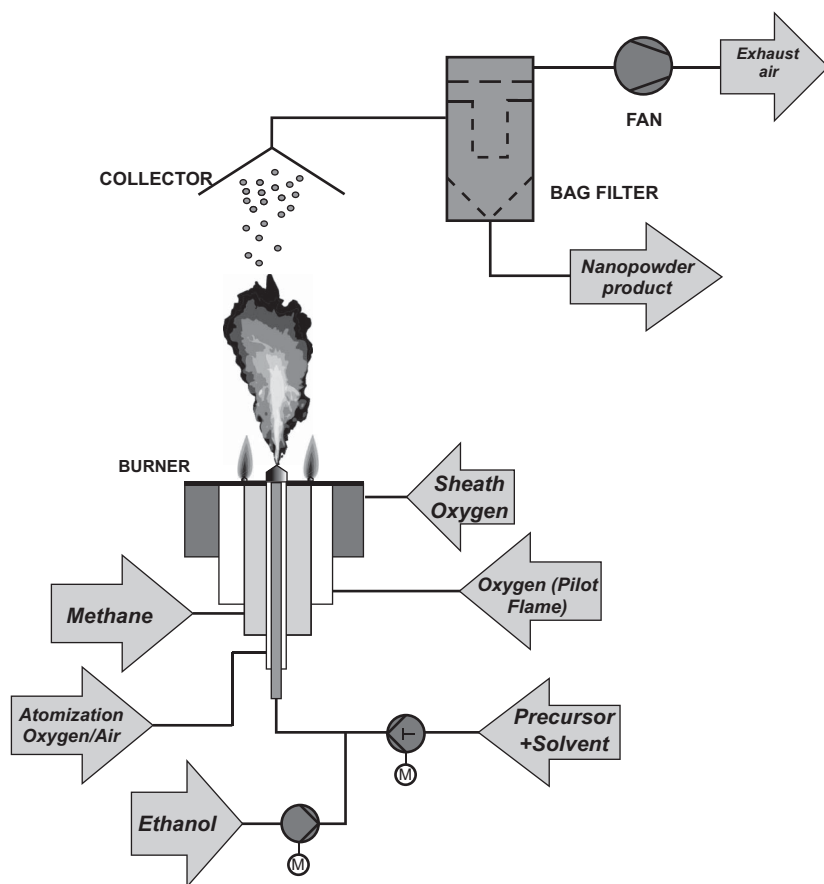 Exhaust
air
FAN
COLLECTOR
BAG FILTER
Nanopowder
product
BURNER
Sheath
Oxygen
Oxygen (Pilot
Flame)
Methane
Atomization
Oxygen/Air
Precursor
+Solvent
M
Ethanol
M